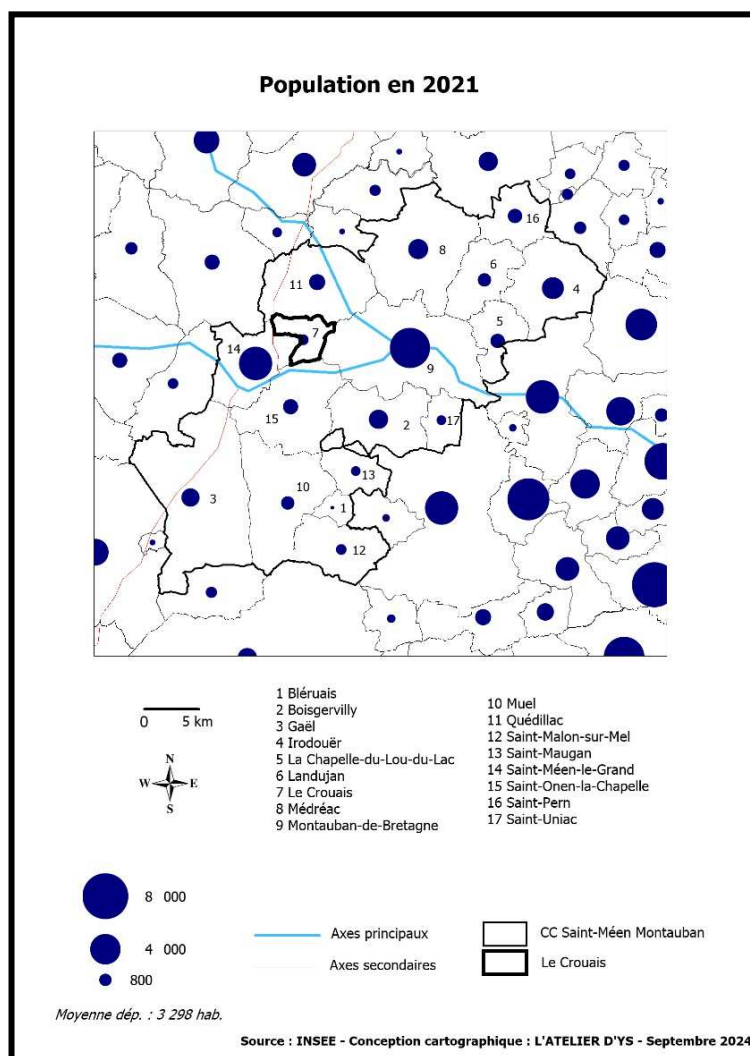 Population en 2021
16
8
6
4
11
5
7
14
9
15
2
17
13
3
10
1
12
0 5 km
N
W E
S
1 Bléruais
2 Boisgervilly
3 Gaël
4 Irodouër
5 La Chapelle-du-Lou-du-Lac
6 Landujan
7 Le Crouais
8 Médréac
9 Montauban-de-Bretagne
10 Muel
11 Quédillac
12 Saint-Malon-sur-Mel
13 Saint-Maugan
14 Saint-Méen-le-Grand
15 Saint-Onen-la-Chapelle
16 Saint-Pern
17 Saint-Uniac
8 000
4 000
800
Axes principaux
Axes secondaires
CC Saint-Méen Montauban
Le Crouais
Moyenne dép. : 3 298 hab.
Source : INSEE - Conception cartographique : L'ATELIER D'YS - Septembre 2024